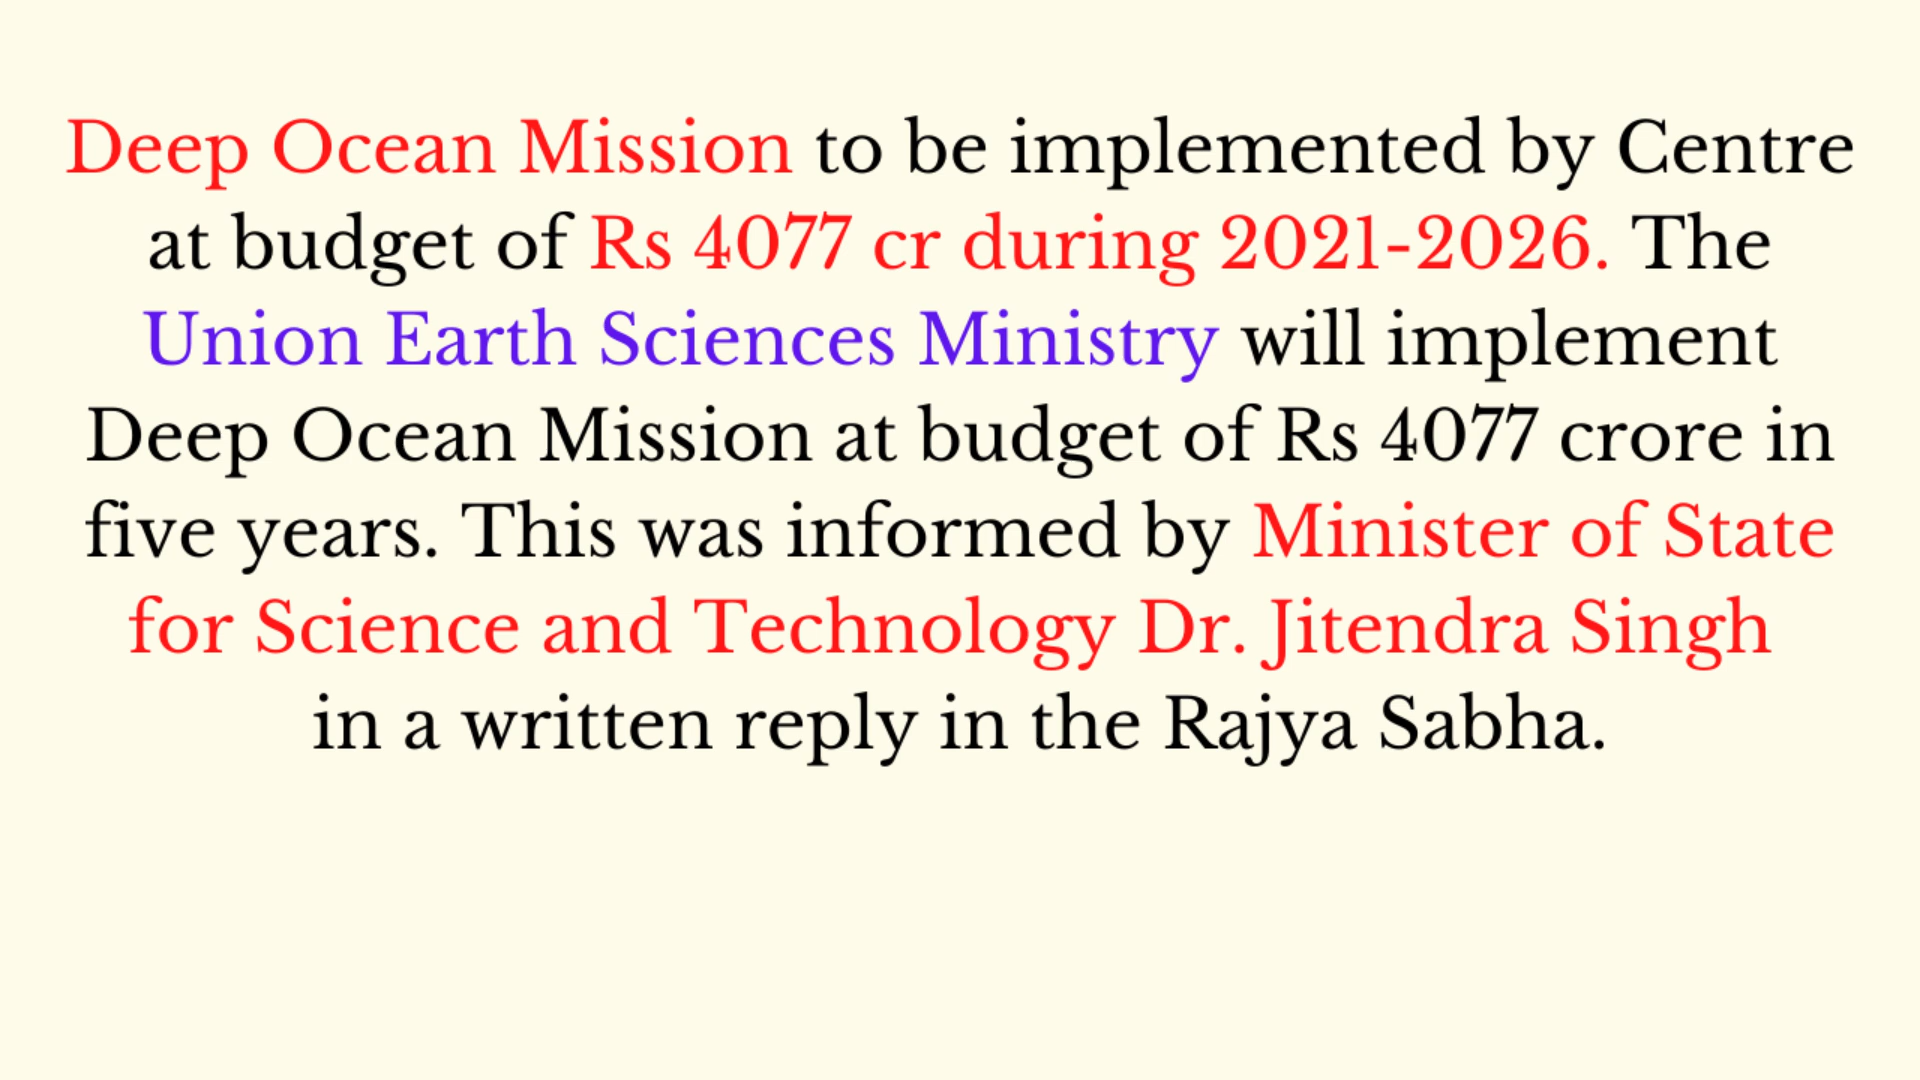 Deep Ocean Mission to be implemented by Centre
at budget of Rs 4077 cr during 2021-2026. The
Union Earth Sciences Ministry will implement
Deep Ocean Mission at budget of Rs 4077 crore in
five years. This was informed by Minister of State
for Science and Technology Dr. Jitendra Singh
in a written reply in the Rajya Sabha.